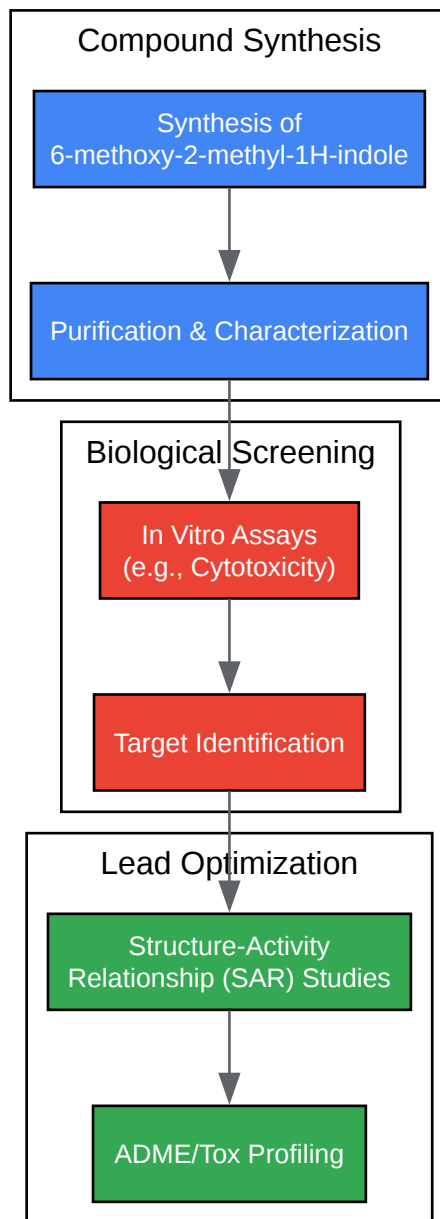 Compound Synthesis
Synthesis of
6-methoxy-2-methyl-1H-indole
Purification & Characterization
Biological Screening
In Vitro Assays
(e.g., Cytotoxicity)
Target Identification
Lead Optimization
Structure-Activity
Relationship (SAR) Studies
ADME/Tox Profiling